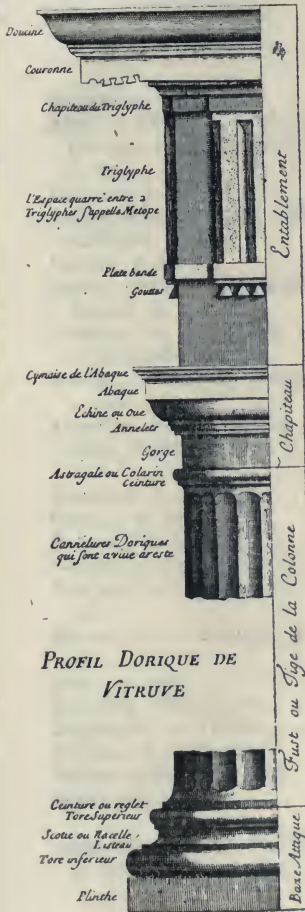 Doucine
Couronne
Chapiteau du Triglyphe
Triglyphe
l'Espace quarré entre 2
Triglyphes s'appelle Metope
Plate bande
Gouttes
Entablement
Cymaise de l'Abaque
Abaque
Echine ou Ove
Annelets
Gorge
Astragale ou Colarin
Ceinture
Chapiteau
Cannelures Doriques
qui sont a vive areste
Fust ou Tige de la Colonne
PROFIL DORIQUE DE
VITRUVE
Ceinture ou reglet
Tore Superieur
Scotie ou Nacelle
Listeau
Tore inferieur
Plinthe
Baze Attique